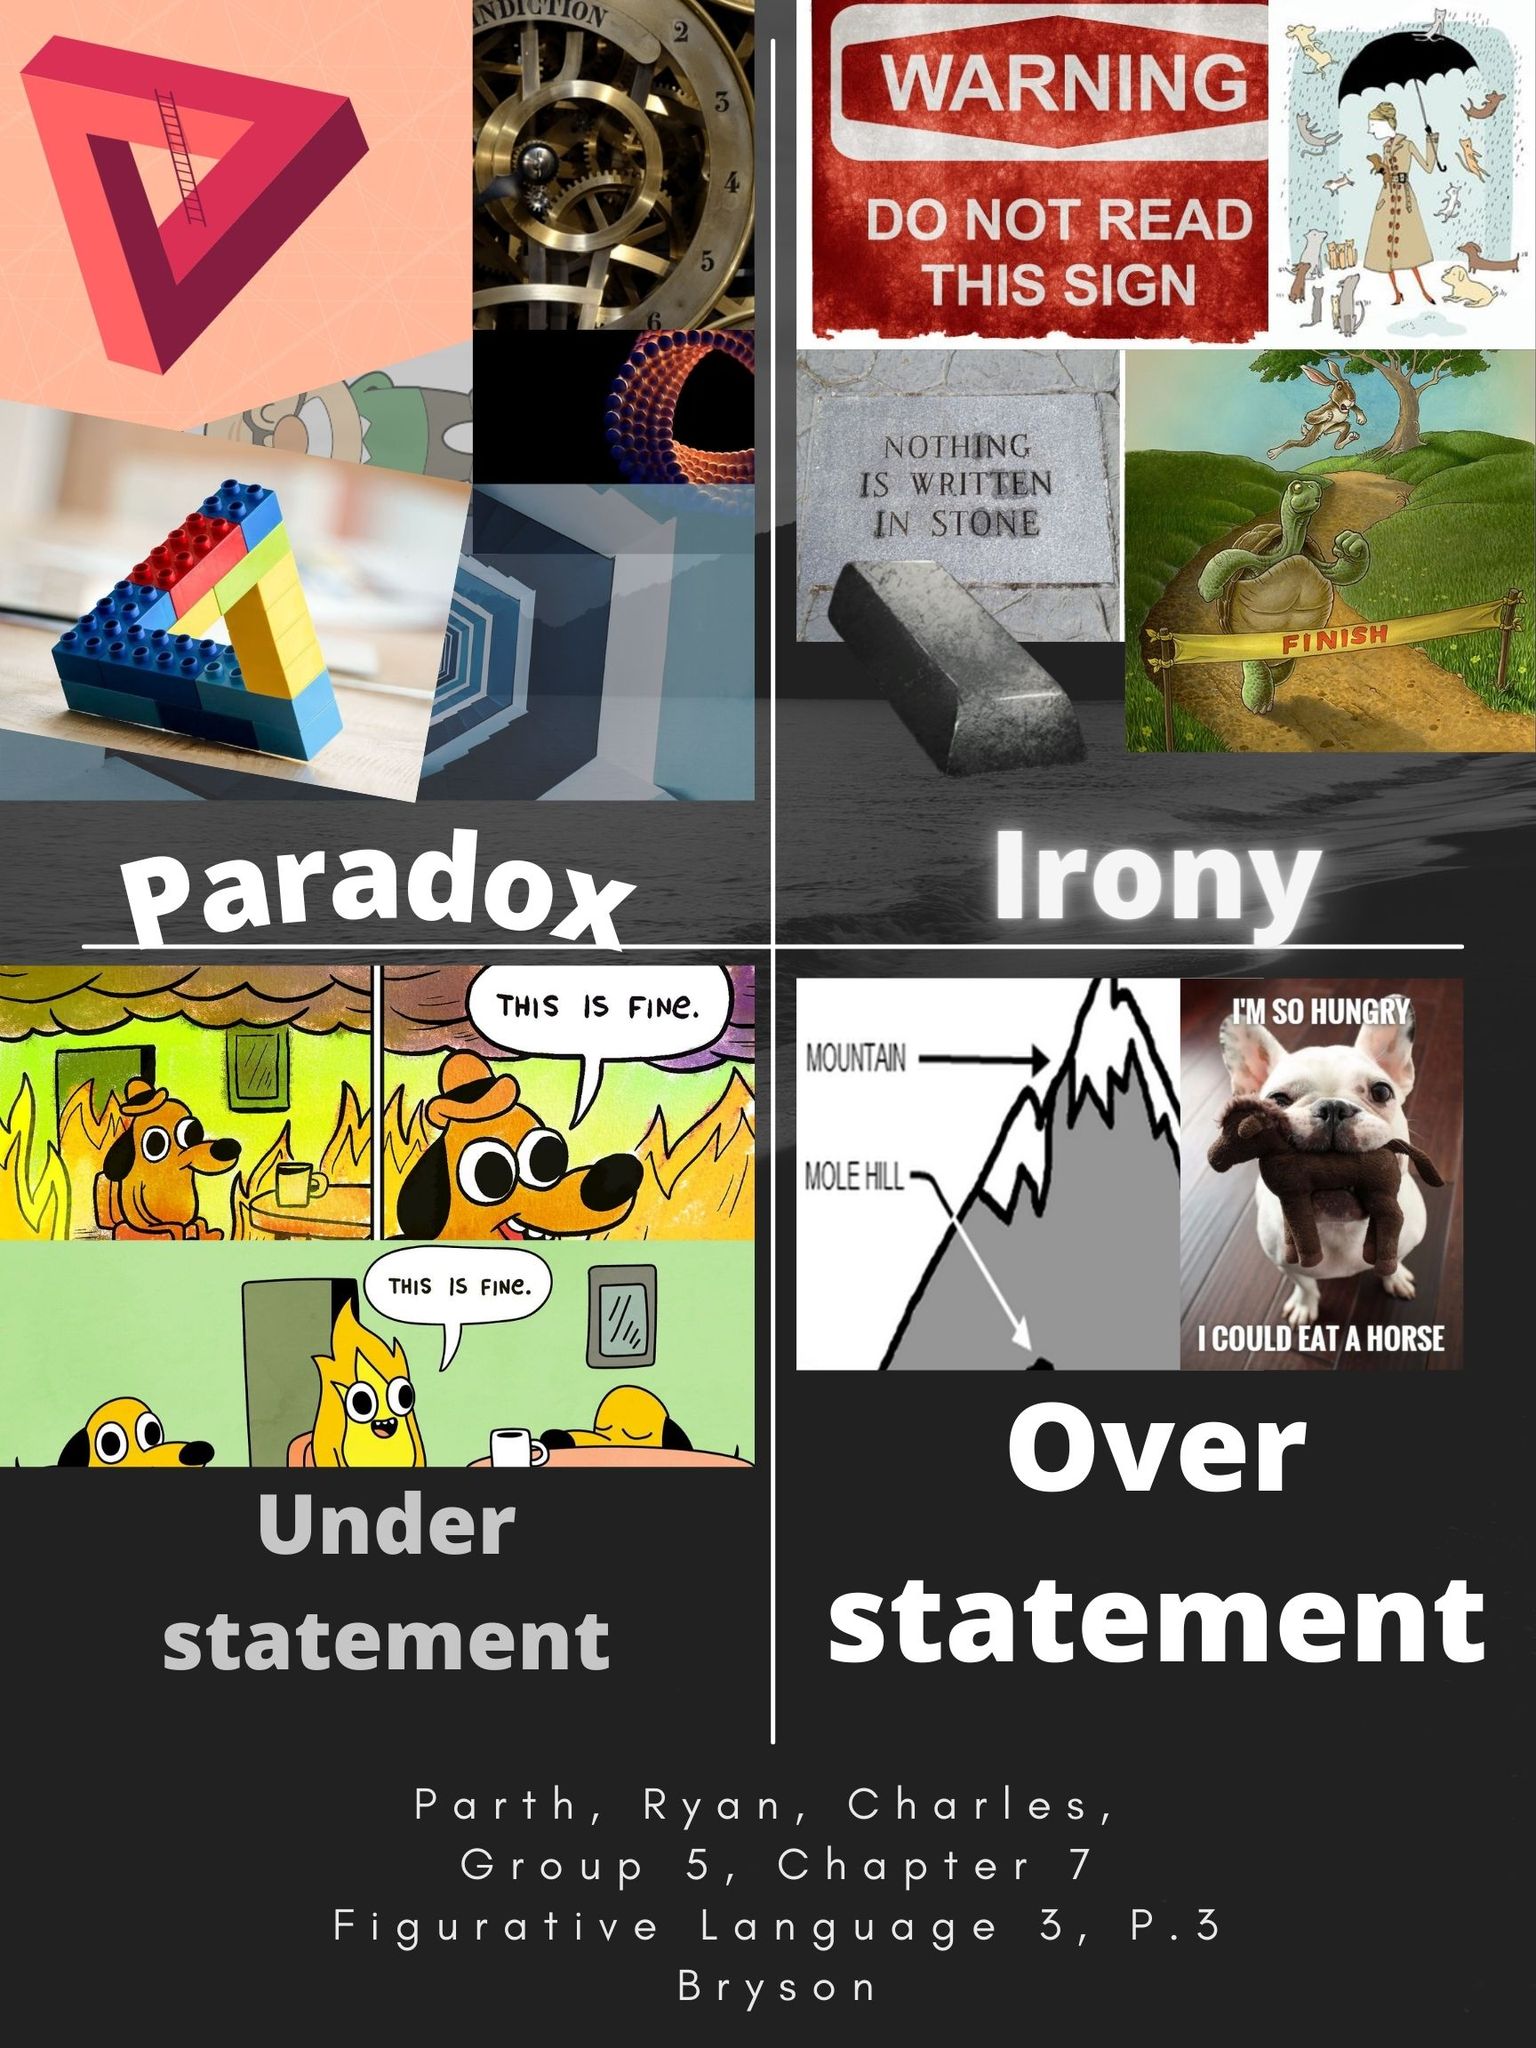 INDICTION
2
3
4
5
6
WARNING
DO NOT READ
THIS SIGN
NOTHING
IS WRITTEN
IN STONE
FINISH
Paradox
Irony
THIS IS FINE.
THIS IS FINE.
MOUNTAIN
MOLE HILL
I'M SO HUNGRY
I COULD EAT A HORSE
Under
statement
Over
statement
Parth, Ryan, Charles,
Group 5, Chapter 7
Figurative Language 3, P.3
Bryson